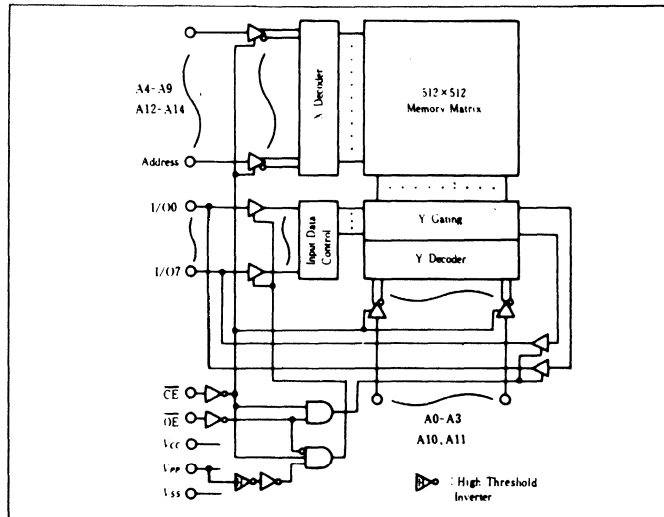 A4-A9
A12-A14
Address
I/O0
I/O7
X Decoder
512×512
Memory Matrix
Input Data
Control
Y Gating
Y Decoder
CE
OE
VCC
VPP
VSS
A0-A3
A10, A11
: High Threshold
Inverter